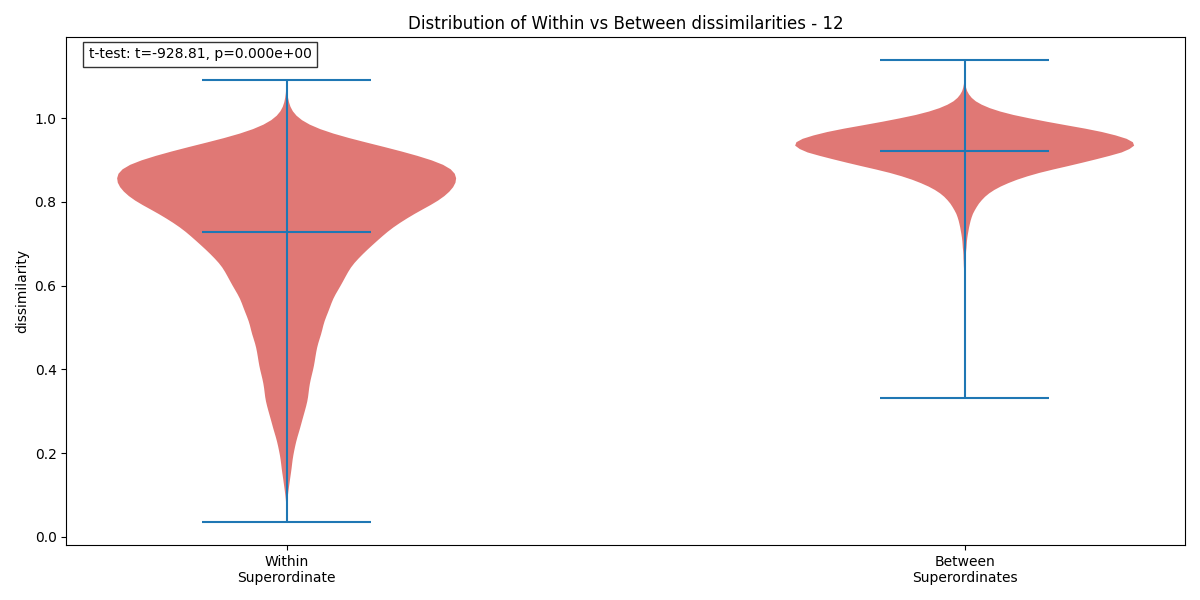 Distribution of Within vs Between dissimilarities - 12
t-test: t=-928.81, p=0.000e+00
dissimilarity
1.0
0.8
0.6
0.4
0.2
0.0
Within
Superordinate
Between
Superordinates